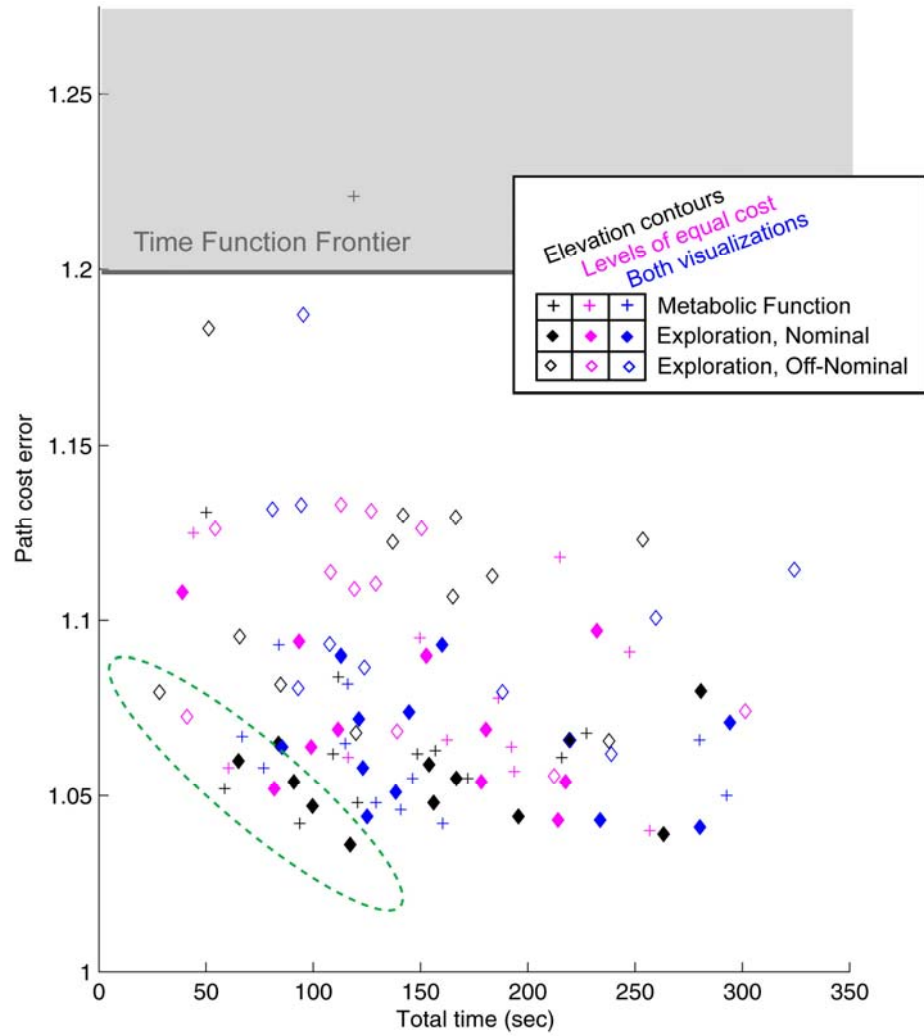 1.25
1.2
1.15
1.1
1.05
1
Path cost error
Time Function Frontier
Elevation contours
Levels of equal cost
Both visualizations
Metabolic Function
Exploration, Nominal
Exploration, Off-Nominal
0 50 100 150 200 250 300 350
Total time (sec)